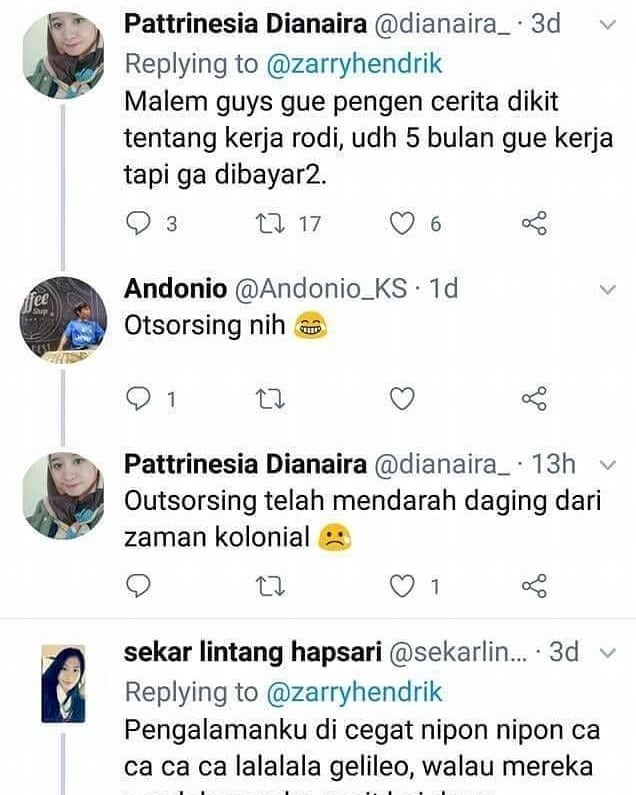 Pattrinesia Dianaira @dianaira_ · 3d
Replying to @zarryhendrik
Malem guys gue pengen cerita dikit
tentang kerja rodi, udh 5 bulan gue kerja
tapi ga dibayar2.
3 17 6
ffee
Shop
Andonio @Andonio_KS · 1d
Otsorsing nih 😂
1
Pattrinesia Dianaira @dianaira_ · 13h
Outsorsing telah mendarah daging dari
zaman kolonial 😢
1
sekar lintang hapsari @sekarlin... · 3d
Replying to @zarryhendrik
Pengalamanku di cegat nipon nipon ca
ca ca ca lalalala gelileo, walau mereka